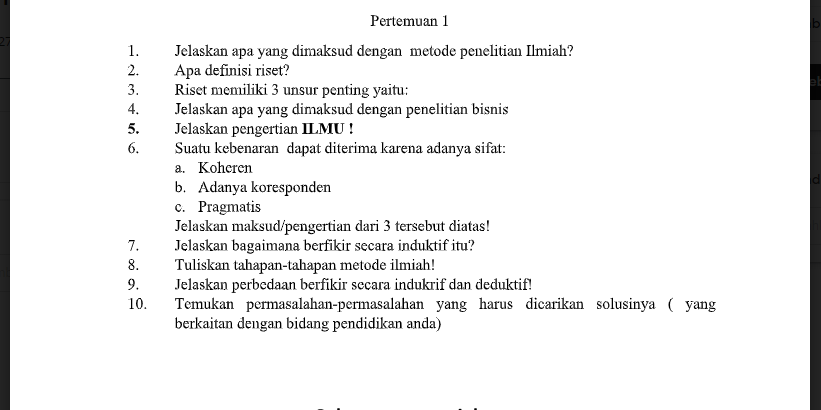 Pertemuan 1
1. Jelaskan apa yang dimaksud dengan metode penelitian Ilmiah?
2. Apa definisi riset?
3. Riset memiliki 3 unsur penting yaitu:
4. Jelaskan apa yang dimaksud dengan penelitian bisnis
5. Jelaskan pengertian ILMU !
6. Suatu kebenaran dapat diterima karena adanya sifat:
a. Koheren
b. Adanya koresponden
c. Pragmatis
Jelaskan maksud/pengertian dari 3 tersebut diatas!
7. Jelaskan bagaimana berfikir secara induktif itu?
8. Tuliskan tahapan-tahapan metode ilmiah!
9. Jelaskan perbedaan berfikir secara indukrif dan deduktif!
10. Temukan permasalahan-permasalahan yang harus dicarikan solusinya ( yang
berkaitan dengan bidang pendidikan anda)